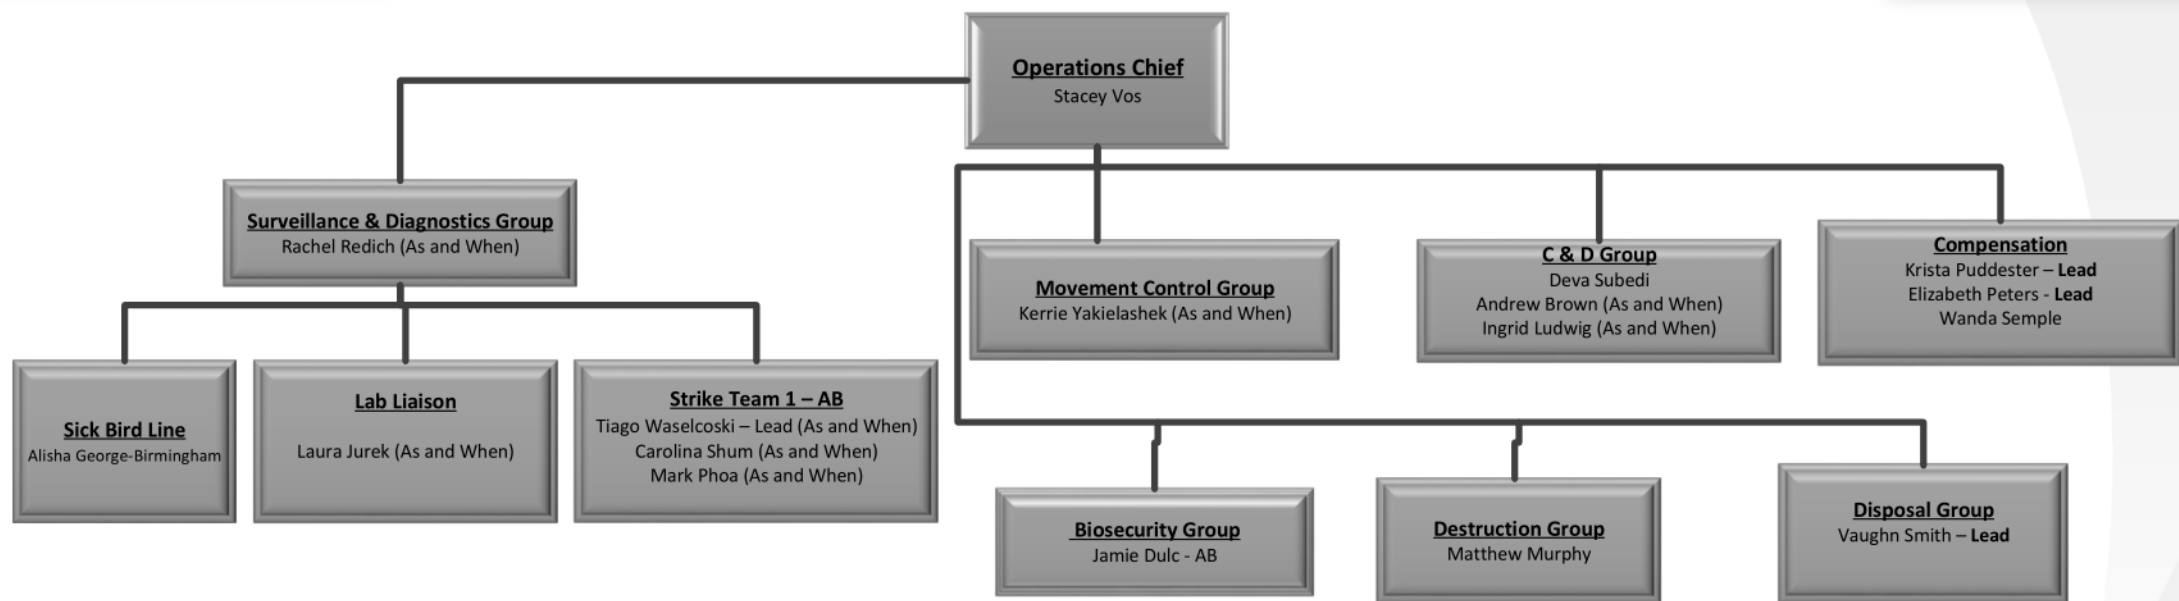 Operations Chief
Stacey Vos
Surveillance & Diagnostics Group
Rachel Redich (As and When)
Sick Bird Line
Alisha George-Birmingham
Lab Liaison
Laura Jurek (As and When)
Strike Team 1 – AB
Tiago Waselcoski – Lead (As and When)
Carolina Shum (As and When)
Mark Phoa (As and When)
Movement Control Group
Kerrie Yakielashek (As and When)
C & D Group
Deva Subedi
Andrew Brown (As and When)
Ingrid Ludwig (As and When)
Compensation
Krista Puddester – Lead
Elizabeth Peters - Lead
Wanda Semple
Biosecurity Group
Jamie Dulc - AB
Destruction Group
Matthew Murphy
Disposal Group
Vaughn Smith – Lead